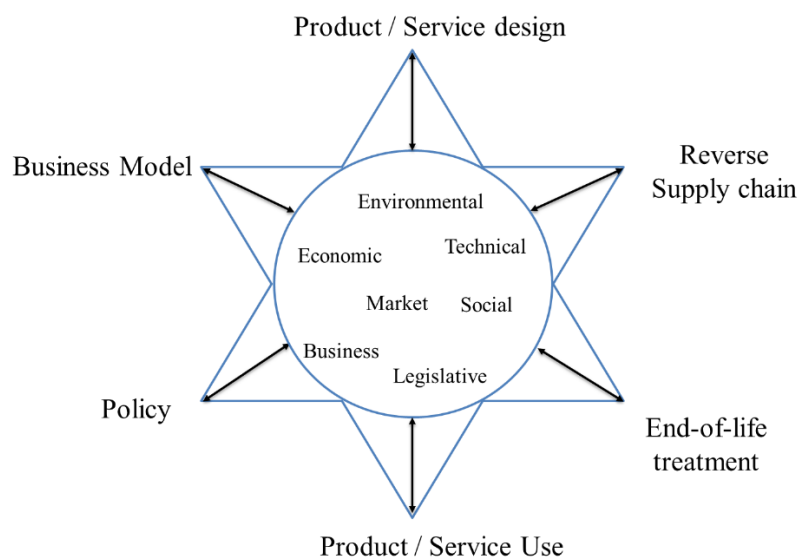 Product / Service design
Business Model
Reverse
Supply chain
Environmental
Technical
Economic
Market
Social
Business
Legislative
Policy
End-of-life
treatment
Product / Service Use